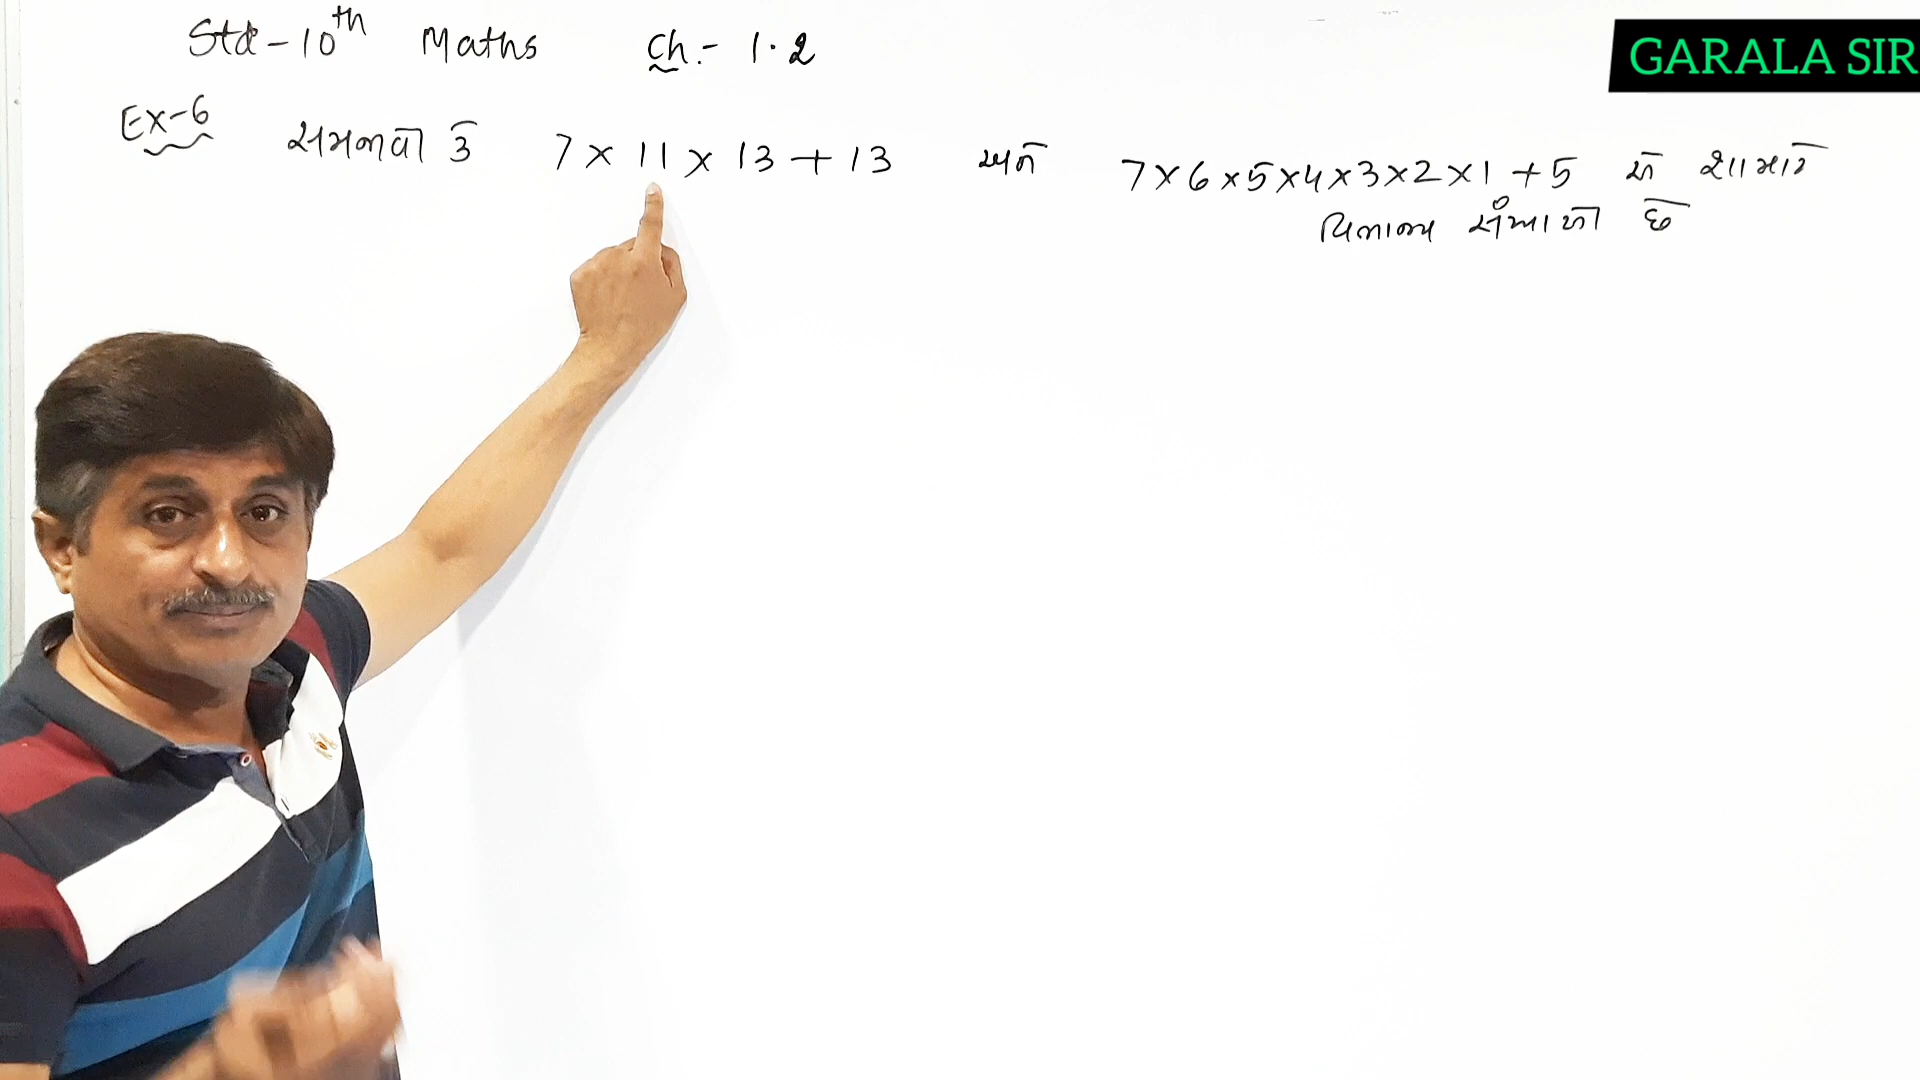 Std - 10th Maths Ch.- 1.2
GARALA SIR
Ex-6 સમજાવો કે 7 × 11 × 13 + 13 અને 7 × 6 × 5 × 4 × 3 × 2 × 1 + 5 એ શા માટે
વિભાજ્ય સંખ્યાઓ છે